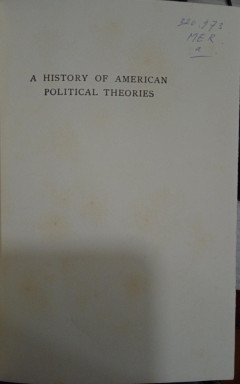 320.973
MER
A HISTORY OF AMERICAN
POLITICAL THEORIES